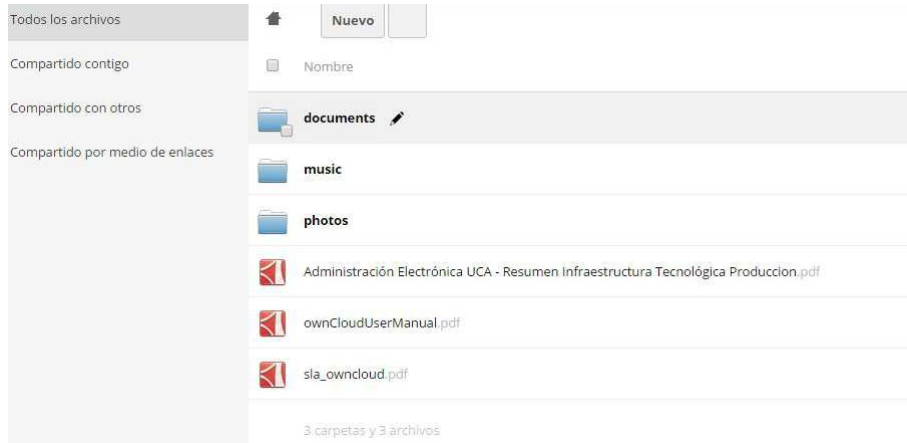 Todos los archivos
Compartido contigo
Compartido con otros
Compartido por medio de enlaces
Nuevo
Nombre
documents
music
photos
Administración Electrónica UCA - Resumen Infraestructura Tecnológica Produccion.pdf
ownCloudUserManual.pdf
sla_owncloud.pdf
3 carpetas y 3 archivos